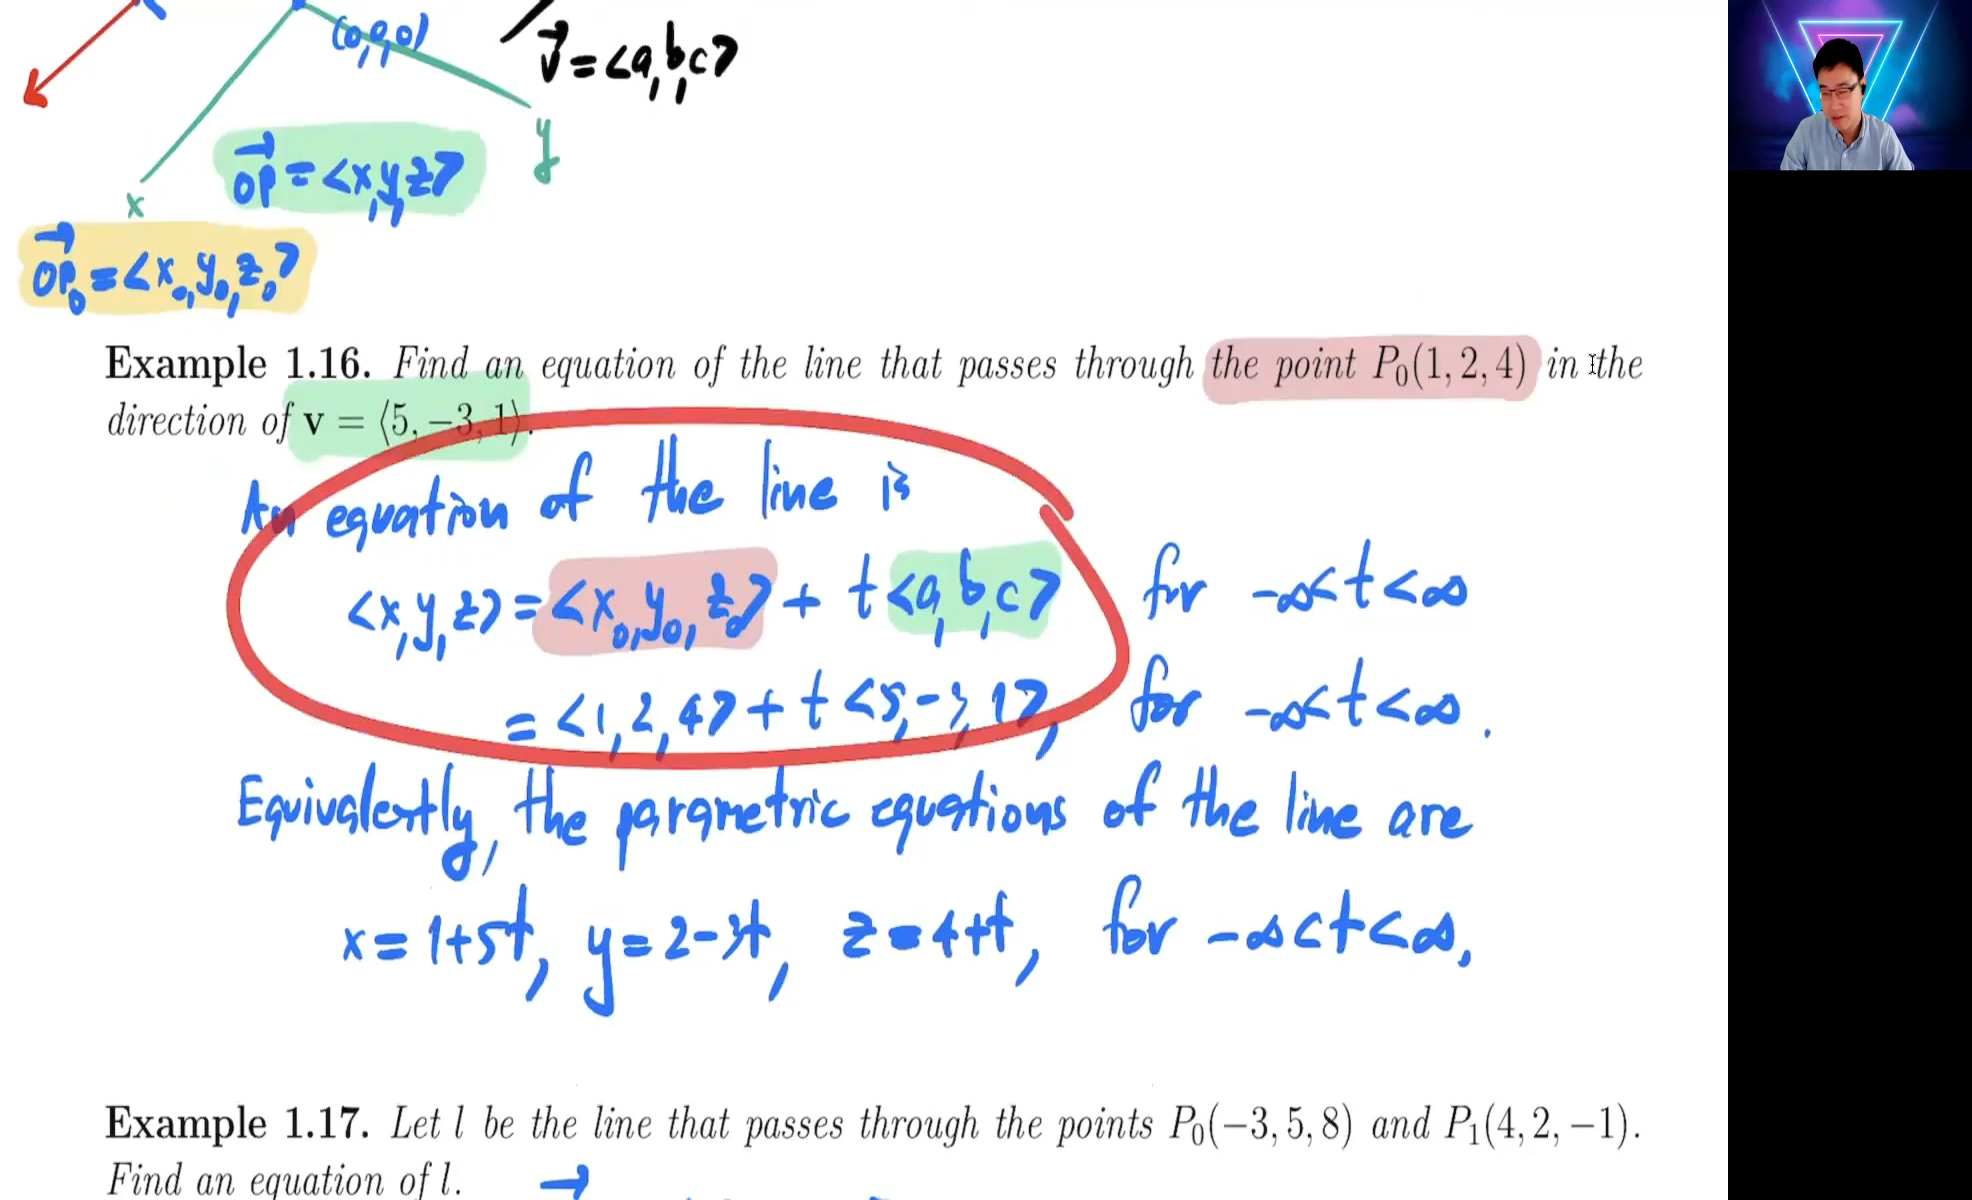 (0,0,0)
v⃗ = <a,b,c>
y
OP⃗ = <x,y,z>
x
OP₀⃗ = <x₀,y₀,z₀>
Example 1.16. Find an equation of the line that passes through the point P₀(1, 2, 4) in the
direction of v = ⟨5, −3, 1⟩.
An equation of the line is
<x,y,z> = <x₀,y₀,z₀> + t<a,b,c> for -∞<t<∞
= <1,2,4> + t<5,-3,1>, for -∞<t<∞.
Equivalently, the parametric equations of the line are
x = 1+5t, y = 2-3t, z = 4+t, for -∞<t<∞.
Example 1.17. Let l be the line that passes through the points P₀(−3, 5, 8) and P₁(4, 2, −1).
Find an equation of l.